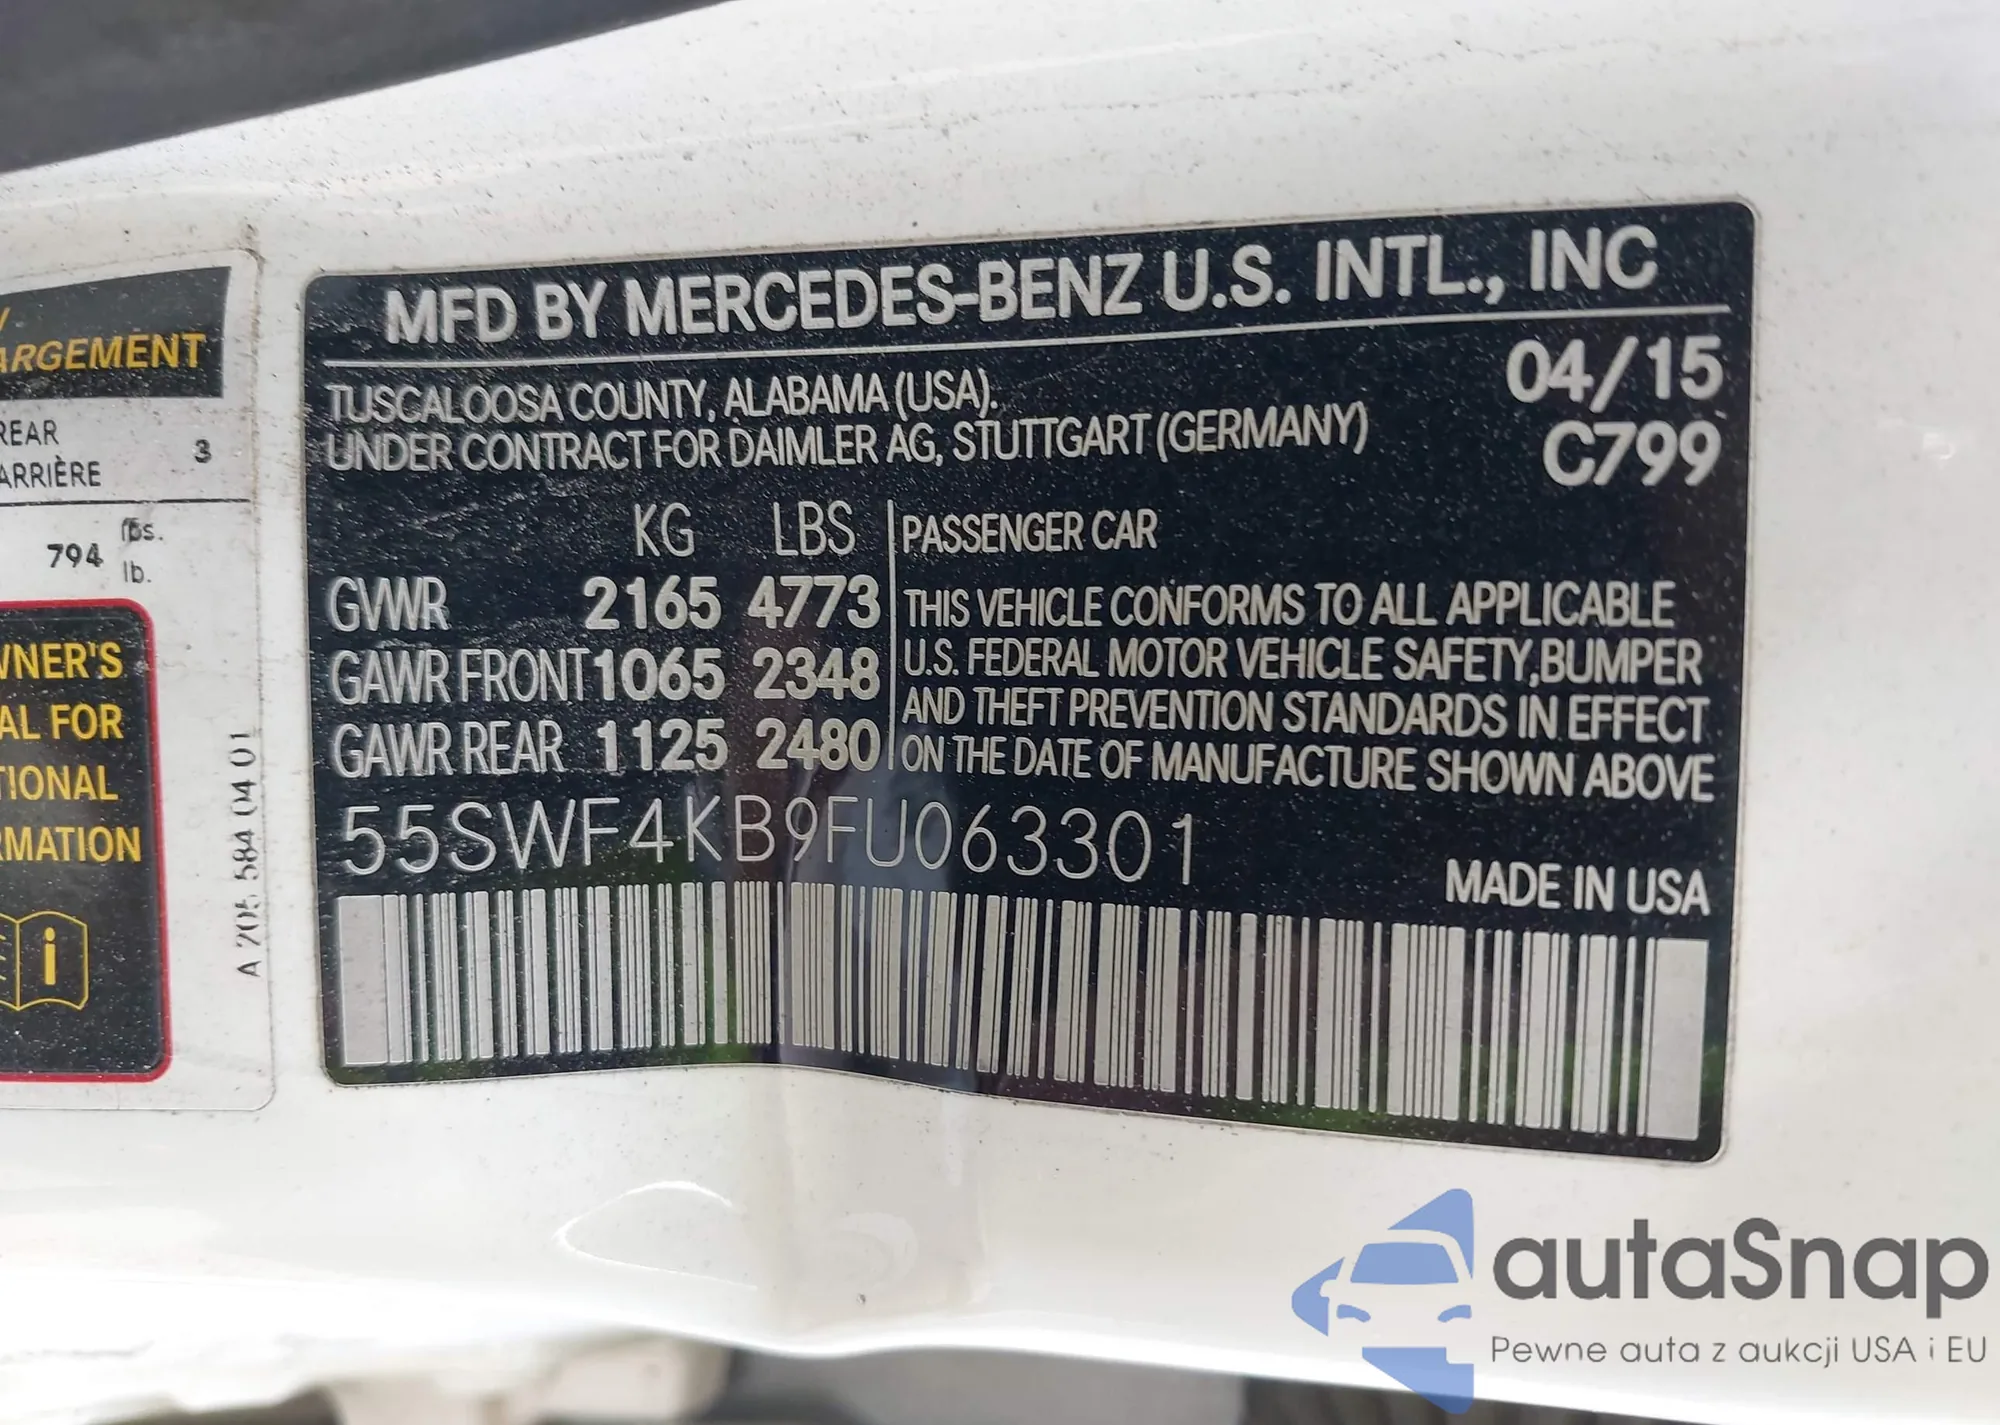 ARGEMENT
REAR
ARRIÈRE
3
794 lbs.
lb.
WNER'S
AL FOR
TIONAL
RMATION
i
A 205 584 04 01
MFD BY MERCEDES-BENZ U.S. INTL., INC
TUSCALOOSA COUNTY, ALABAMA (USA).
UNDER CONTRACT FOR DAIMLER AG, STUTTGART (GERMANY)
04/15
C799
KG LBS
GVWR 2165 4773
GAWR FRONT 1065 2348
GAWR REAR 1125 2480
PASSENGER CAR
THIS VEHICLE CONFORMS TO ALL APPLICABLE
U.S. FEDERAL MOTOR VEHICLE SAFETY, BUMPER
AND THEFT PREVENTION STANDARDS IN EFFECT
ON THE DATE OF MANUFACTURE SHOWN ABOVE
55SWF4KB9FU063301
MADE IN USA
autaSnap
Pewne auta z aukcji USA i EU